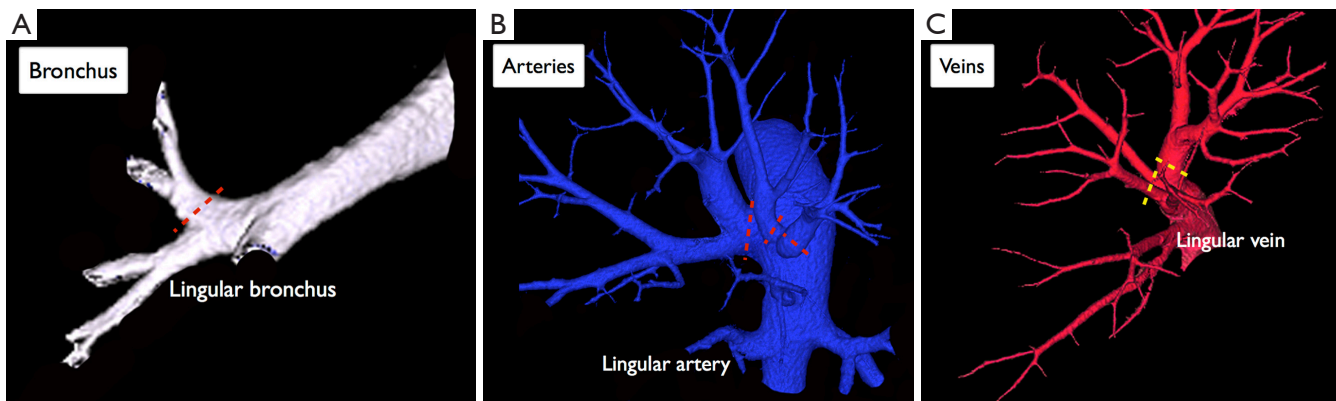 A
Bronchus
Lingular bronchus
B
Arteries
Lingular artery
C
Veins
Lingular vein